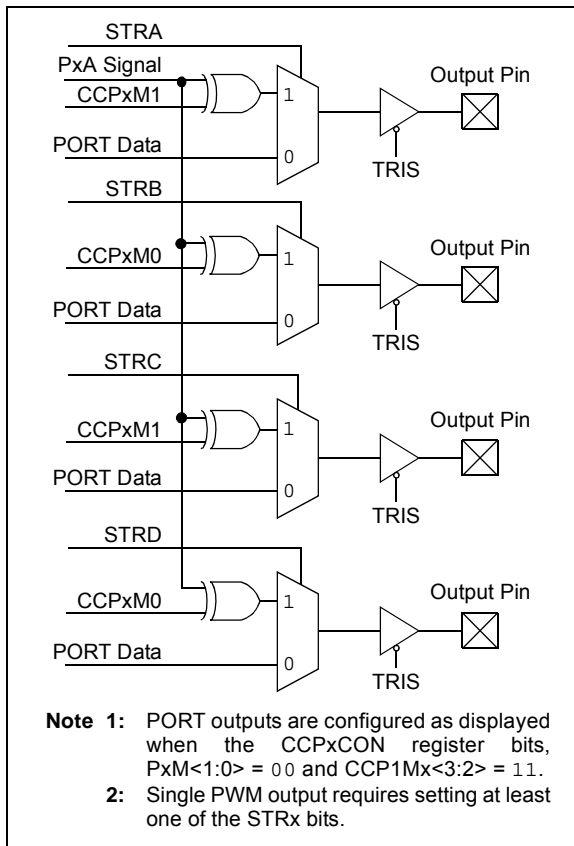 STRA
PxA Signal
Output Pin
CCPxM1
1
PORT Data
0
TRIS
STRB
Output Pin
CCPxM0
1
PORT Data
0
TRIS
STRC
Output Pin
CCPxM1
1
PORT Data
0
TRIS
STRD
Output Pin
CCPxM0
1
PORT Data
0
TRIS
Note 1: PORT outputs are configured as displayed
when the CCPxCON register bits,
PxM<1:0> = 00 and CCP1Mx<3:2> = 11.
2: Single PWM output requires setting at least
one of the STRx bits.